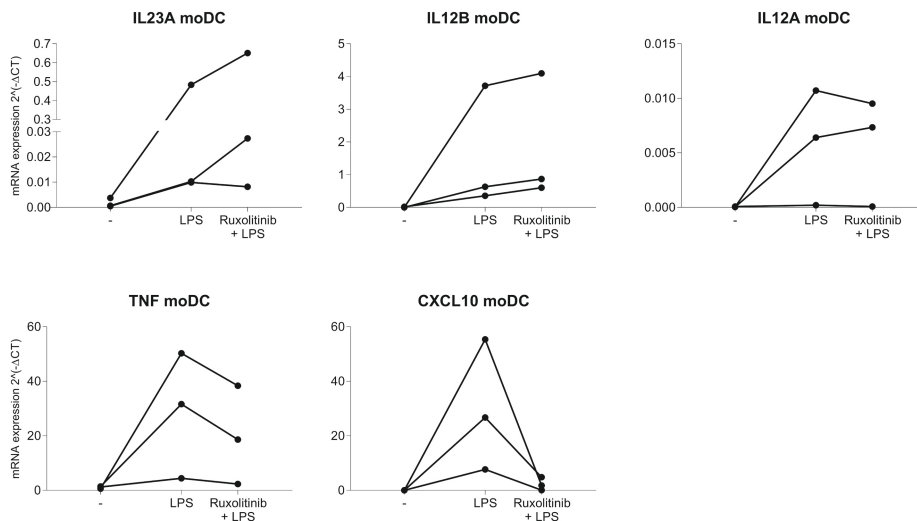 IL23A moDC
mRNA expression 2^(-ΔCT)
0.7
0.6
0.5
0.4
0.3
0.03
0.02
0.01
0.00
-
LPS
Ruxolitinib
+ LPS
IL12B moDC
5
4
3
2
1
0
-
LPS
Ruxolitinib
+ LPS
IL12A moDC
0.015
0.010
0.005
0.000
-
LPS
Ruxolitinib
+ LPS
TNF moDC
mRNA expression 2^(-ΔCT)
60
40
20
0
-
LPS
Ruxolitinib
+ LPS
CXCL10 moDC
60
40
20
0
-
LPS
Ruxolitinib
+ LPS